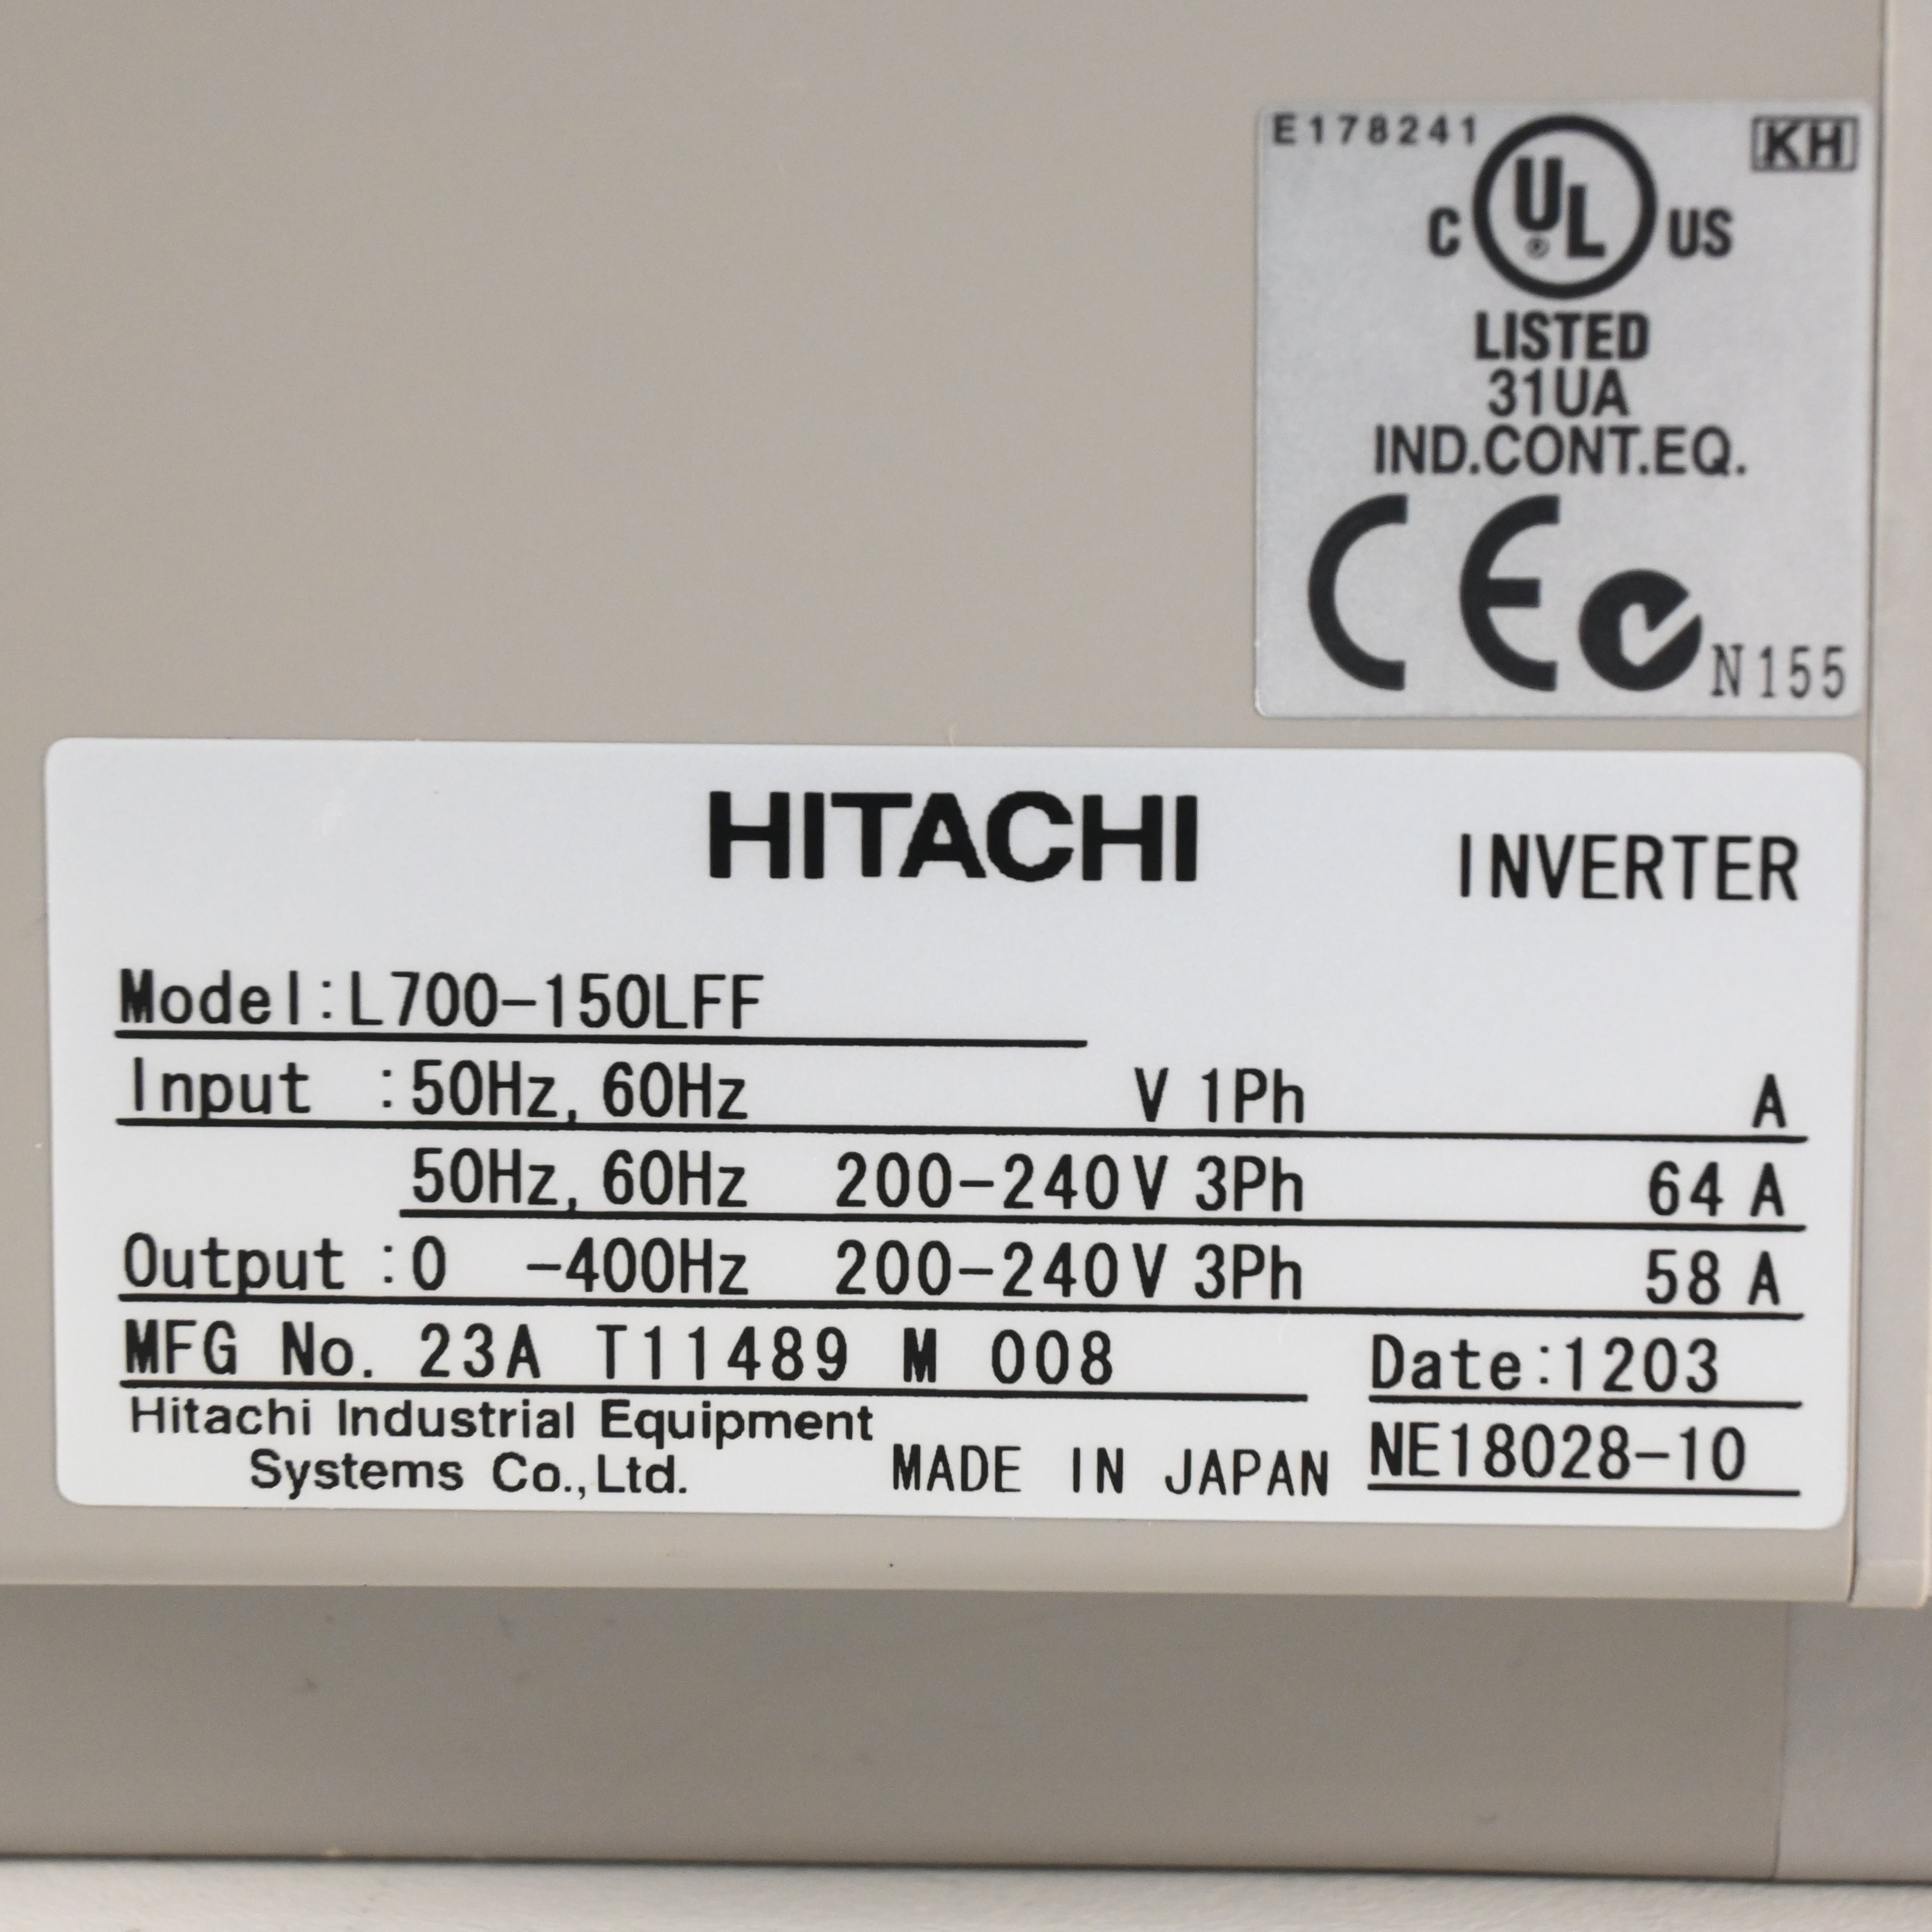 E178241
KH
C UL® US
LISTED
31UA
IND.CONT.EQ.
CE N155
HITACHI INVERTER
Model:L700-150LFF
Input :50Hz, 60Hz V 1Ph A
50Hz, 60Hz 200-240V 3Ph 64 A
Output :0 -400Hz 200-240V 3Ph 58 A
MFG No. 23A T11489 M 008 Date:1203
Hitachi Industrial Equipment
Systems Co.,Ltd. MADE IN JAPAN NE18028-10